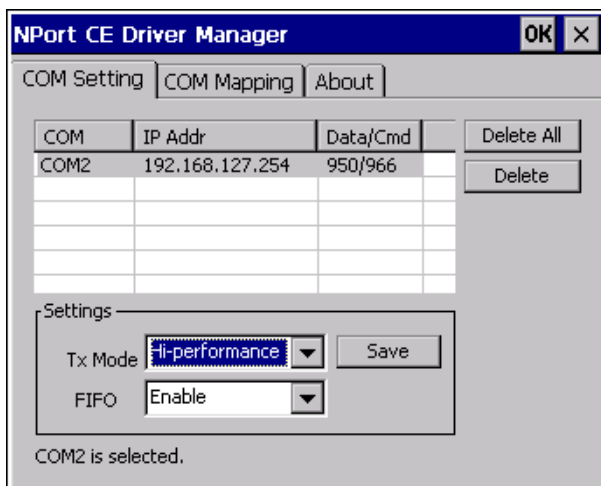 NPort CE Driver Manager OK ×
COM Setting COM Mapping About
COM IP Addr Data/Cmd Delete All
COM2 192.168.127.254 950/966
Delete
Settings
Tx Mode Hi-performance Save
FIFO Enable
COM2 is selected.